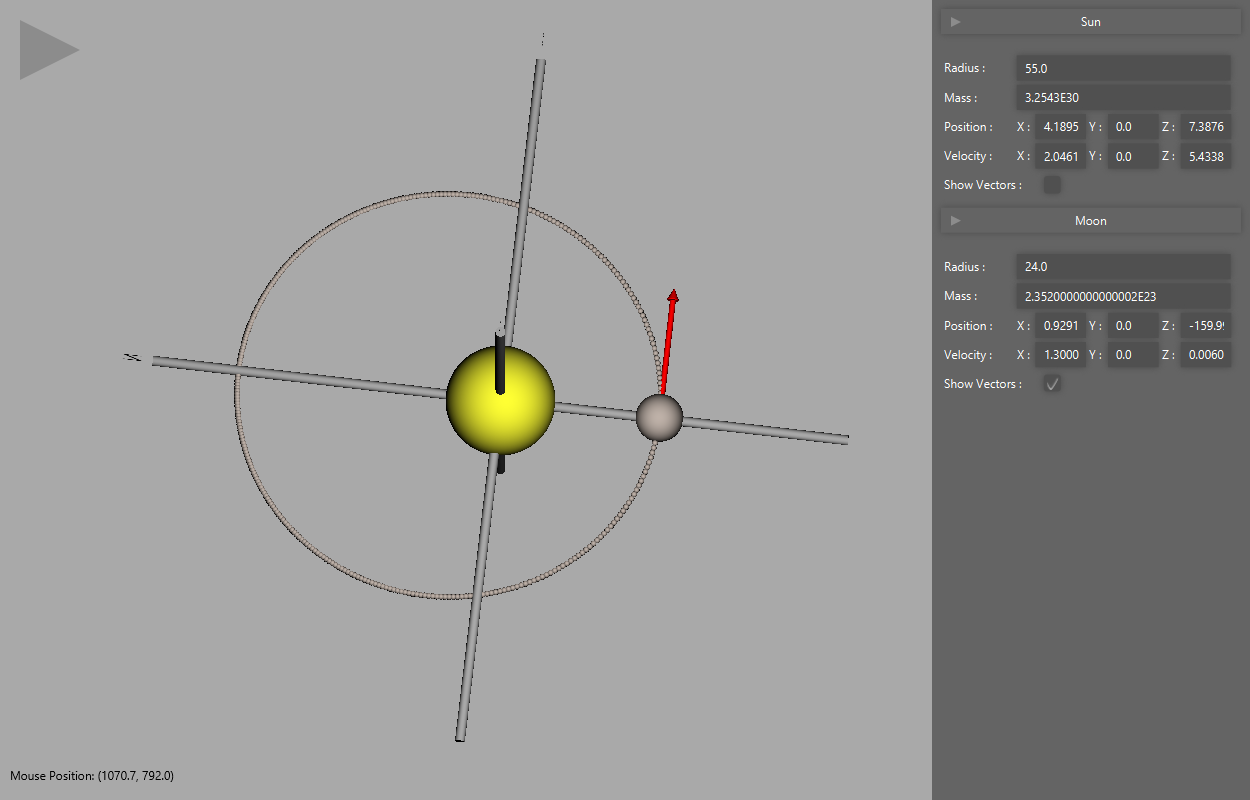 Sun
Radius : 55.0
Mass : 3.2543E30
Position : X : 4.1895 Y : 0.0 Z : 7.3876
Velocity : X : 2.0461 Y : 0.0 Z : 5.4338
Show Vectors :
Moon
Radius : 24.0
Mass : 2.3520000000000002E23
Position : X : 0.9291 Y : 0.0 Z : -159.99
Velocity : X : 1.3000 Y : 0.0 Z : 0.0060
Show Vectors :
Mouse Position: (1070.7, 792.0)